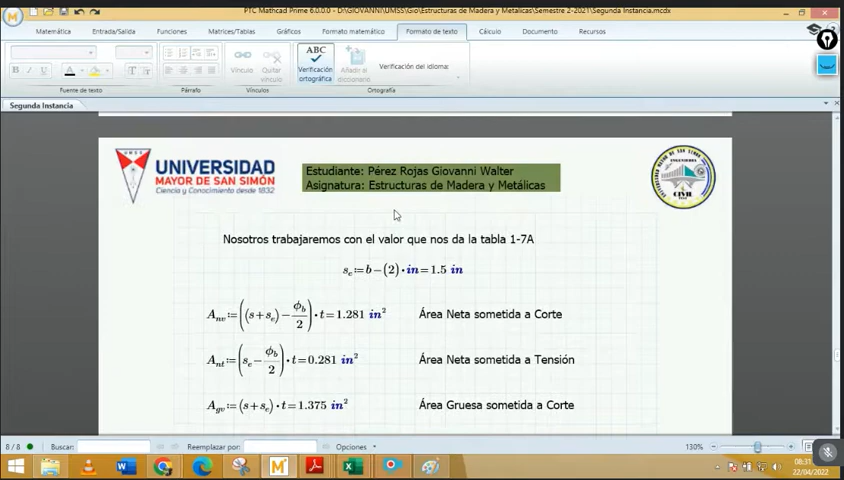 PTC Mathcad Prime 6.0.0.0 - D:\GIOVANNI\UMSS\Gio\Estructuras de Madera y Metalicas\Semestre 2-2021\Segunda Instancia.mcdx
Matemática Entrada/Salida Funciones Matrices/Tablas Gráficos Formato matemático Formato de texto Cálculo Documento Recursos
ABC
Verificación del idioma:
Vínculo Quitar vínculo Verificación ortográfica Añadir al diccionario
Fuente de texto Párrafo Vínculos Ortografía
Segunda Instancia
UNIVERSIDAD
MAYOR DE SAN SIMÓN
Ciencia y Conocimiento desde 1832
Estudiante: Pérez Rojas Giovanni Walter
Asignatura: Estructuras de Madera y Metálicas
CIVIL
Nosotros trabajaremos con el valor que nos da la tabla 1-7A
s_e:=b−(2)·in=1.5 in
A_nv:=((s+s_e)−ϕ_b/2)·t=1.281 in² Área Neta sometida a Corte
A_nt:=(s_e−ϕ_b/2)·t=0.281 in² Área Neta sometida a Tensión
A_gv:=(s+s_e)·t=1.375 in² Área Gruesa sometida a Corte
8/8 Buscar: Reemplazar por: Opciones 130%
08:31
22/04/2022